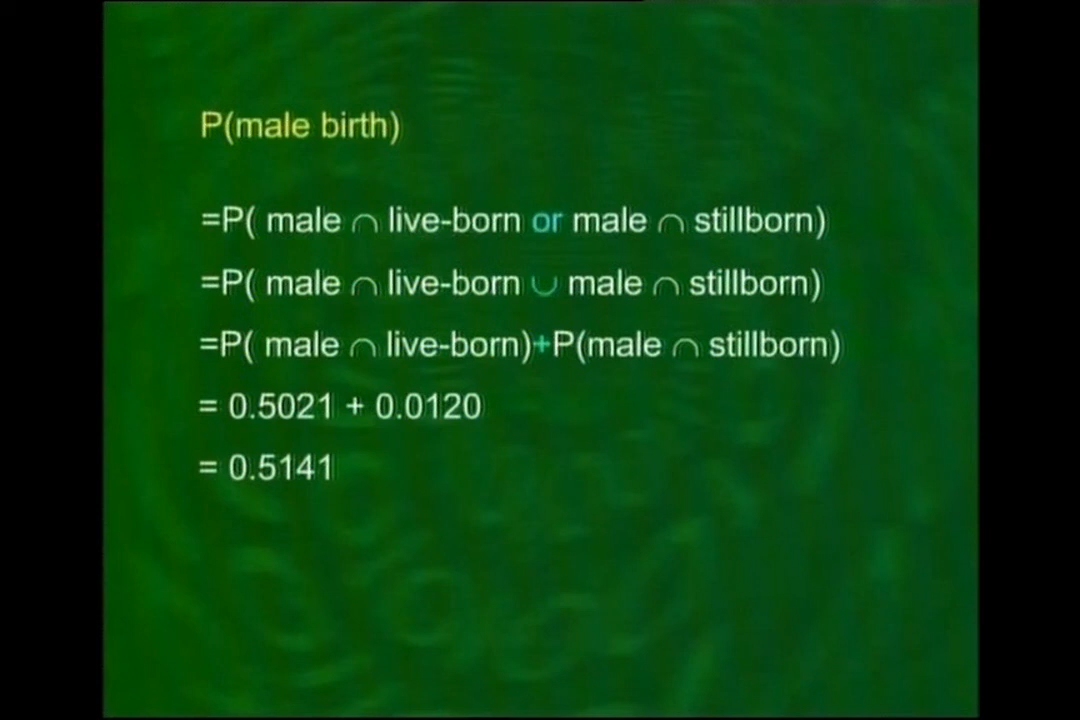 P(male birth)
=P( male ∩ live-born or male ∩ stillborn)
=P( male ∩ live-born ∪ male ∩ stillborn)
=P( male ∩ live-born)+P(male ∩ stillborn)
= 0.5021 + 0.0120
= 0.5141